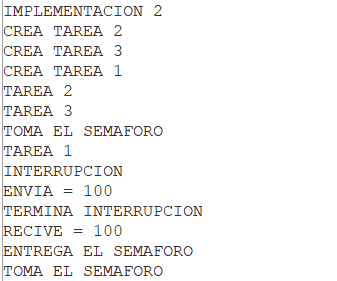 IMPLEMENTACION 2
CREA TAREA 2
CREA TAREA 3
CREA TAREA 1
TAREA 2
TAREA 3
TOMA EL SEMAFORO
TAREA 1
INTERRUPCION
ENVIA = 100
TERMINA INTERRUPCION
RECIVE = 100
ENTREGA EL SEMAFORO
TOMA EL SEMAFORO